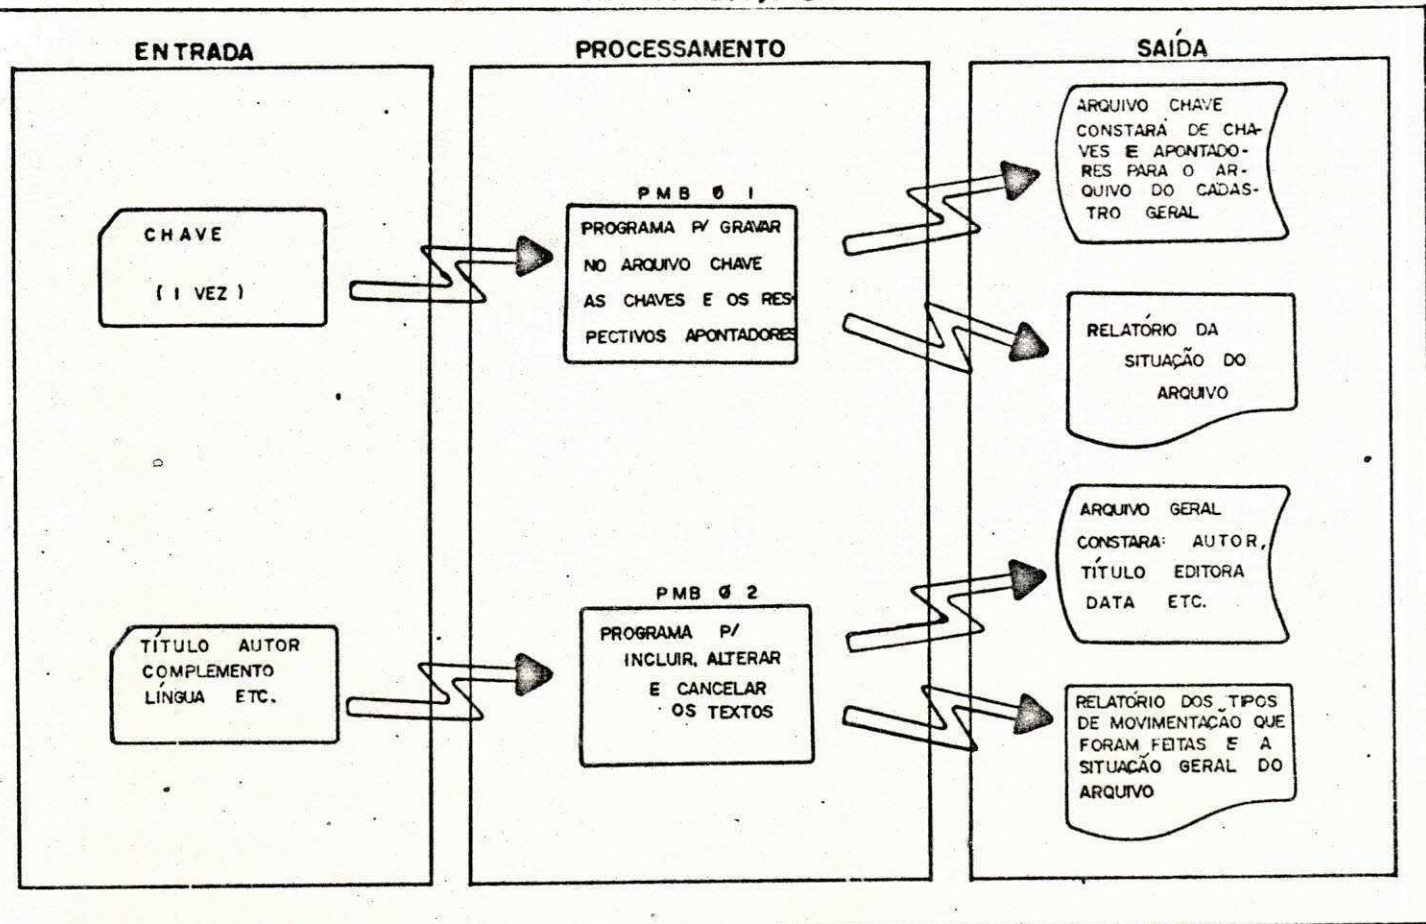 ENTRADA
CHAVE
(1 VEZ)
TÍTULO AUTOR
COMPLEMENTO
LÍNGUA ETC.
PROCESSAMENTO
PMB Ø 1
PROGRAMA P/ GRAVAR
NO ARQUIVO CHAVE
AS CHAVES E OS RES-
PECTIVOS APONTADORES
PMB Ø 2
PROGRAMA P/
INCLUIR, ALTERAR
E CANCELAR
OS TEXTOS
SAÍDA
ARQUIVO CHAVE
CONSTARÁ DE CHA-
VES E APONTADO-
RES PARA O AR-
QUIVO DO CADAS-
TRO GERAL
RELATÓRIO DA
SITUAÇÃO DO
ARQUIVO
ARQUIVO GERAL
CONSTARA: AUTOR,
TÍTULO EDITORA
DATA ETC.
RELATÓRIO DOS TIPOS
DE MOVIMENTAÇÃO QUE
FORAM FEITAS E A
SITUACÃO GERAL DO
ARQUIVO